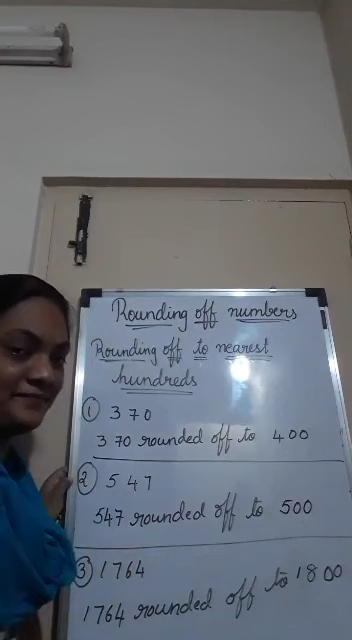 Rounding off numbers
Rounding off to nearest
hundreds
① 370
370 rounded off to 400
② 547
547 rounded off to 500
③ 1764
1764 rounded off to 1800